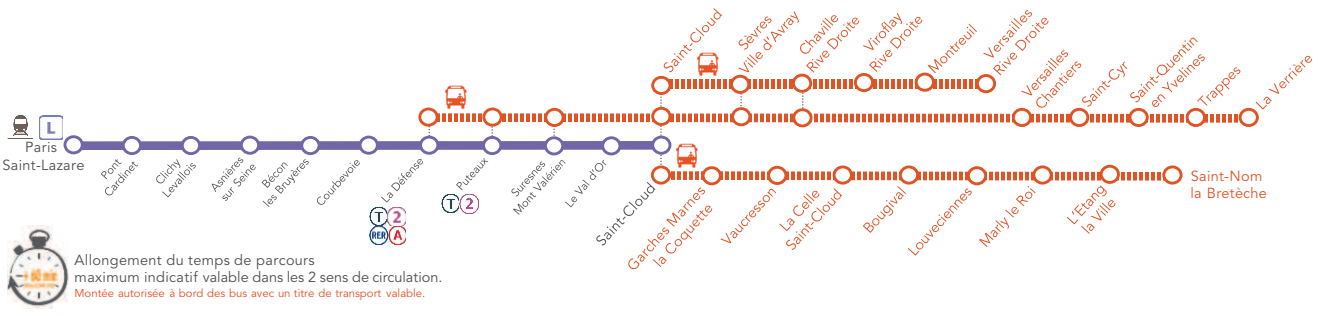 Saint-Cloud
Sèvres
Ville d'Avray
Chaville
Rive Droite
Viroflay
Rive Droite
Montreuil
Versailles
Rive Droite
Versailles
Chantiers
Saint-Cyr
Saint-Quentin
en Yvelines
Trappes
La Verrière
L
Paris
Saint-Lazare
Pont
Cardinet
Clichy
Levallois
Asnières
sur Seine
Bécon
les Bruyères
Courbevoie
La Défense
T 2
RER A
Puteaux
T 2
Suresnes
Mont Valérien
Le Val d'Or
Saint-Cloud
Garches Marnes
la Coquette
Vaucresson
La Celle
Saint-Cloud
Bougival
Louveciennes
Marly le Roi
L'Etang
la Ville
Saint-Nom
la Bretèche
Allongement du temps de parcours
maximum indicatif valable dans les 2 sens de circulation.
Montée autorisée à bord des bus avec un titre de transport valable.